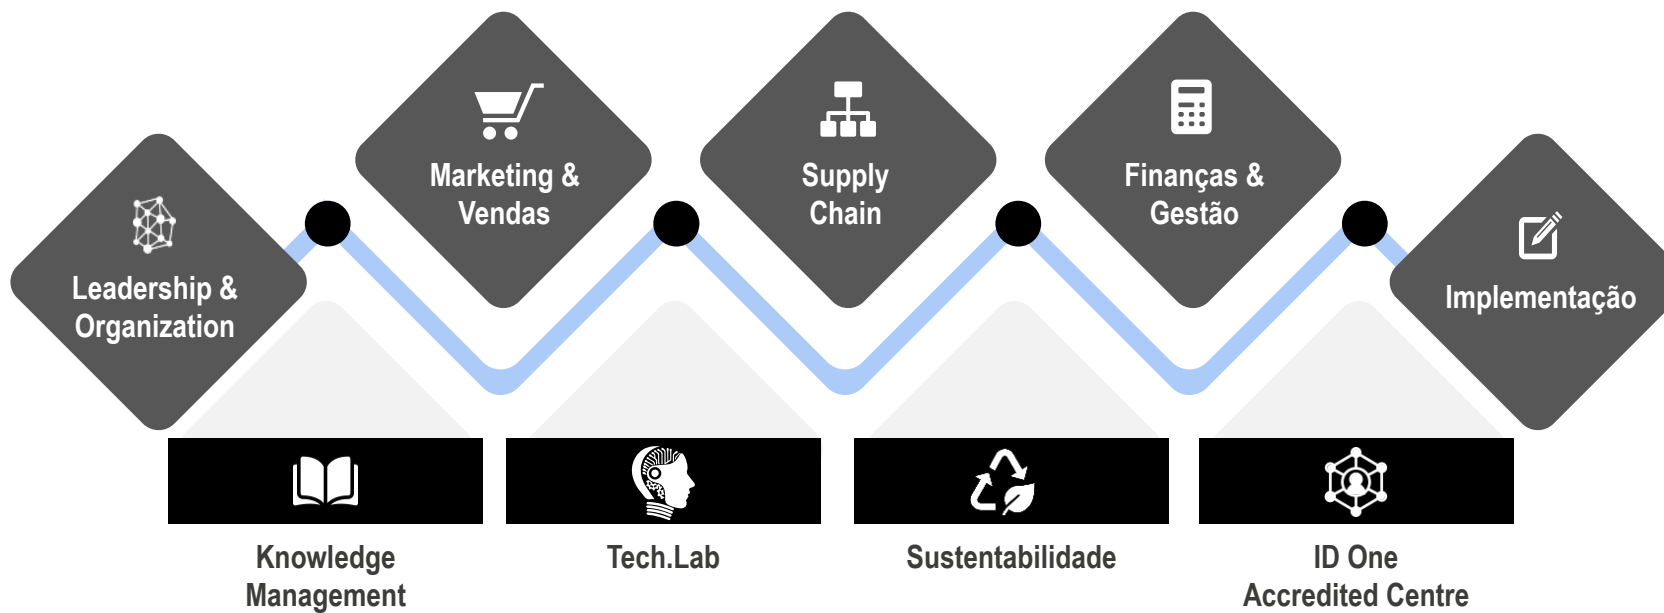 Leadership &
Organization
Marketing &
Vendas
Supply
Chain
Finanças &
Gestão
Implementação
Knowledge
Management
Tech.Lab
Sustentabilidade
ID One
Accredited Centre